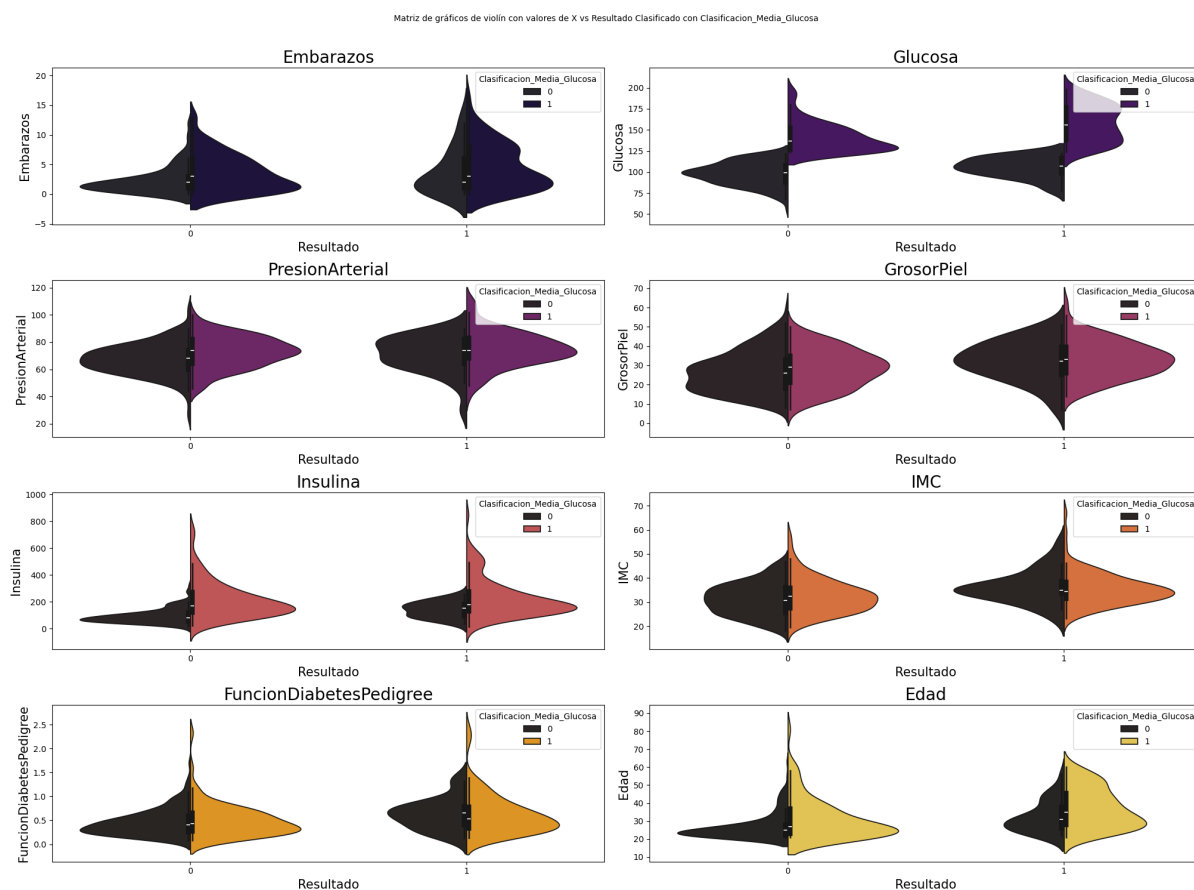 Matriz de gráficos de violín con valores de X vs Resultado Clasificado con Clasificacion_Media_Glucosa
Embarazos
Embarazos
20
15
10
5
0
−5
0
1
Resultado
Clasificacion_Media_Glucosa
0
1
Glucosa
Glucosa
200
175
150
125
100
75
50
0
1
Resultado
Clasificacion_Media_Glucosa
0
1
PresionArterial
PresionArterial
120
100
80
60
40
20
0
1
Resultado
Clasificacion_Media_Glucosa
0
1
GrosorPiel
GrosorPiel
70
60
50
40
30
20
10
0
0
1
Resultado
Clasificacion_Media_Glucosa
0
1
Insulina
Insulina
1000
800
600
400
200
0
0
1
Resultado
Clasificacion_Media_Glucosa
0
1
IMC
IMC
70
60
50
40
30
20
0
1
Resultado
Clasificacion_Media_Glucosa
0
1
FuncionDiabetesPedigree
FuncionDiabetesPedigree
2.5
2.0
1.5
1.0
0.5
0.0
0
1
Resultado
Clasificacion_Media_Glucosa
0
1
Edad
Edad
90
80
70
60
50
40
30
20
10
0
1
Resultado
Clasificacion_Media_Glucosa
0
1